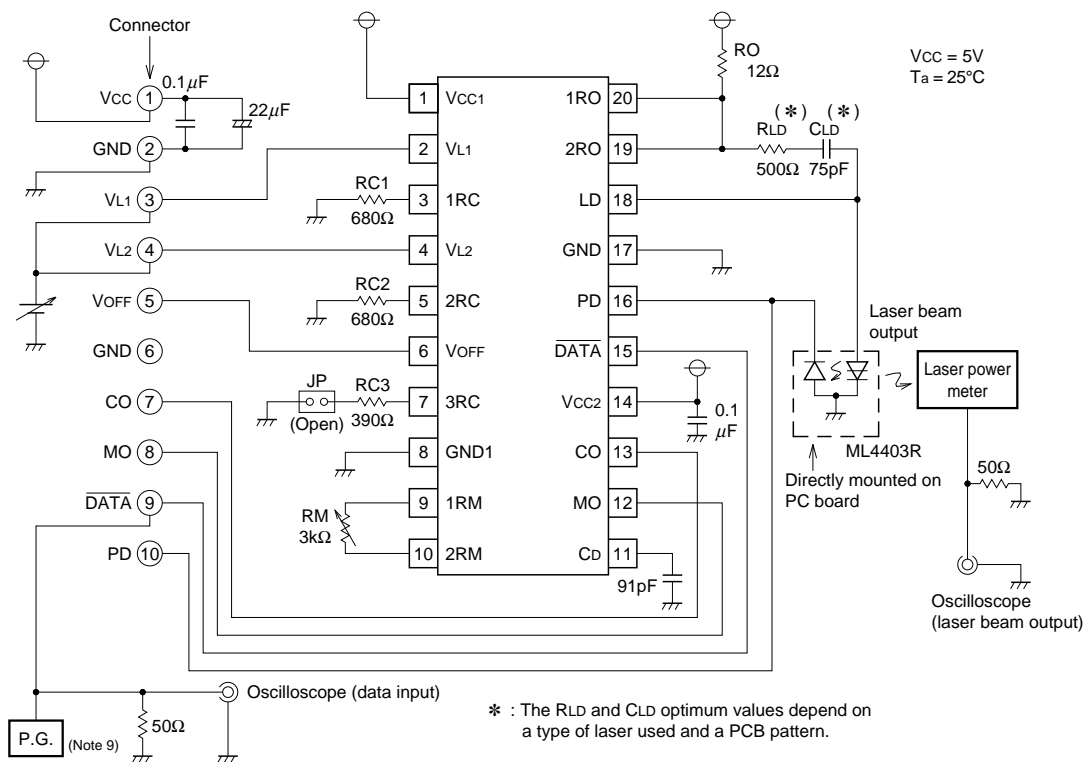 Connector
0.1μF
22μF
VCC 1
GND 2
VL1 3
VL2 4
VOFF 5
GND 6
CO 7
MO 8
DATA 9
PD 10
1 VCC1
2 VL1
3 1RC
4 VL2
5 2RC
6 VOFF
7 3RC
8 GND1
9 1RM
10 2RM
1RO 20
2RO 19
LD 18
GND 17
PD 16
DATA 15
VCC2 14
CO 13
MO 12
CD 11
RC1
680Ω
RC2
680Ω
JP
(Open)
RC3
390Ω
RM
3kΩ
RO
12Ω
(*) (*)
RLD CLD
500Ω 75pF
VCC = 5V
Ta = 25°C
0.1
μF
91pF
Laser beam
output
Laser power
meter
ML4403R
Directly mounted on
PC board
50Ω
Oscilloscope
(laser beam output)
Oscilloscope (data input)
50Ω
P.G. (Note 9)
* : The RLD and CLD optimum values depend on
a type of laser used and a PCB pattern.